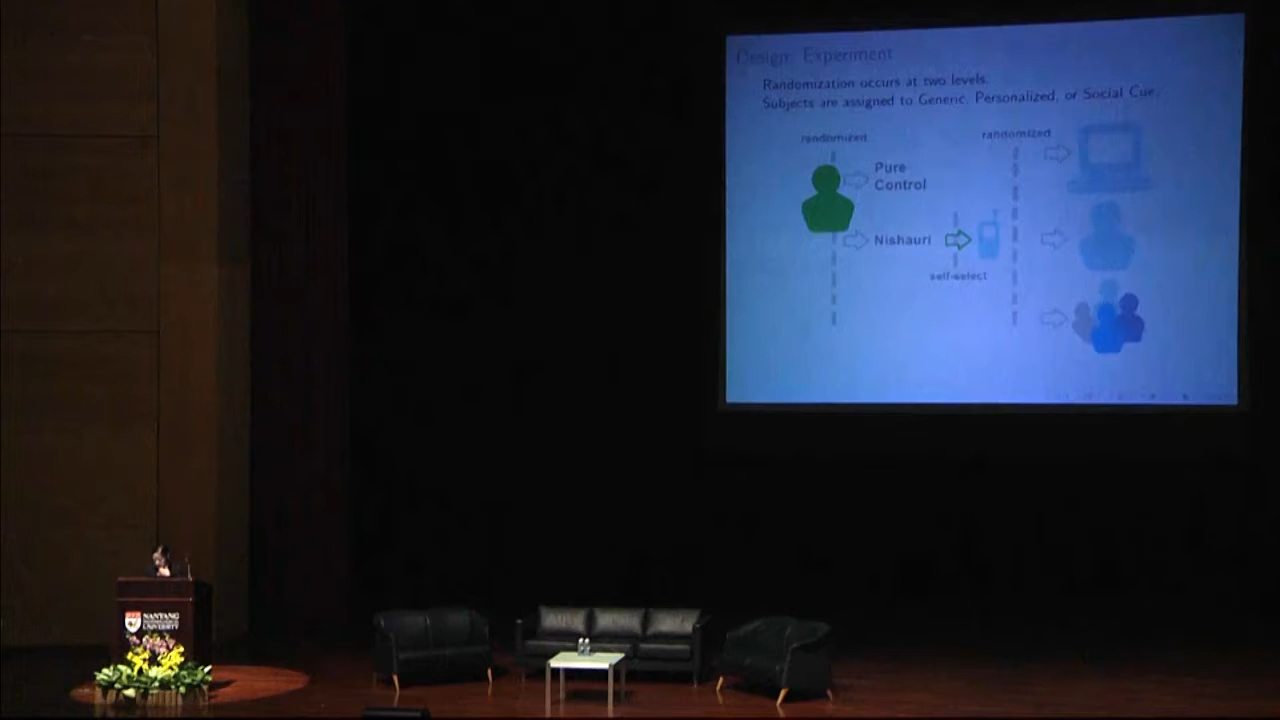 Design: Experiment
Randomization occurs at two levels.
Subjects are assigned to Generic, Personalized, or Social Cue.
randomized
randomized
Pure
Control
Nishauri
self-select
NANYANG
TECHNOLOGICAL
UNIVERSITY